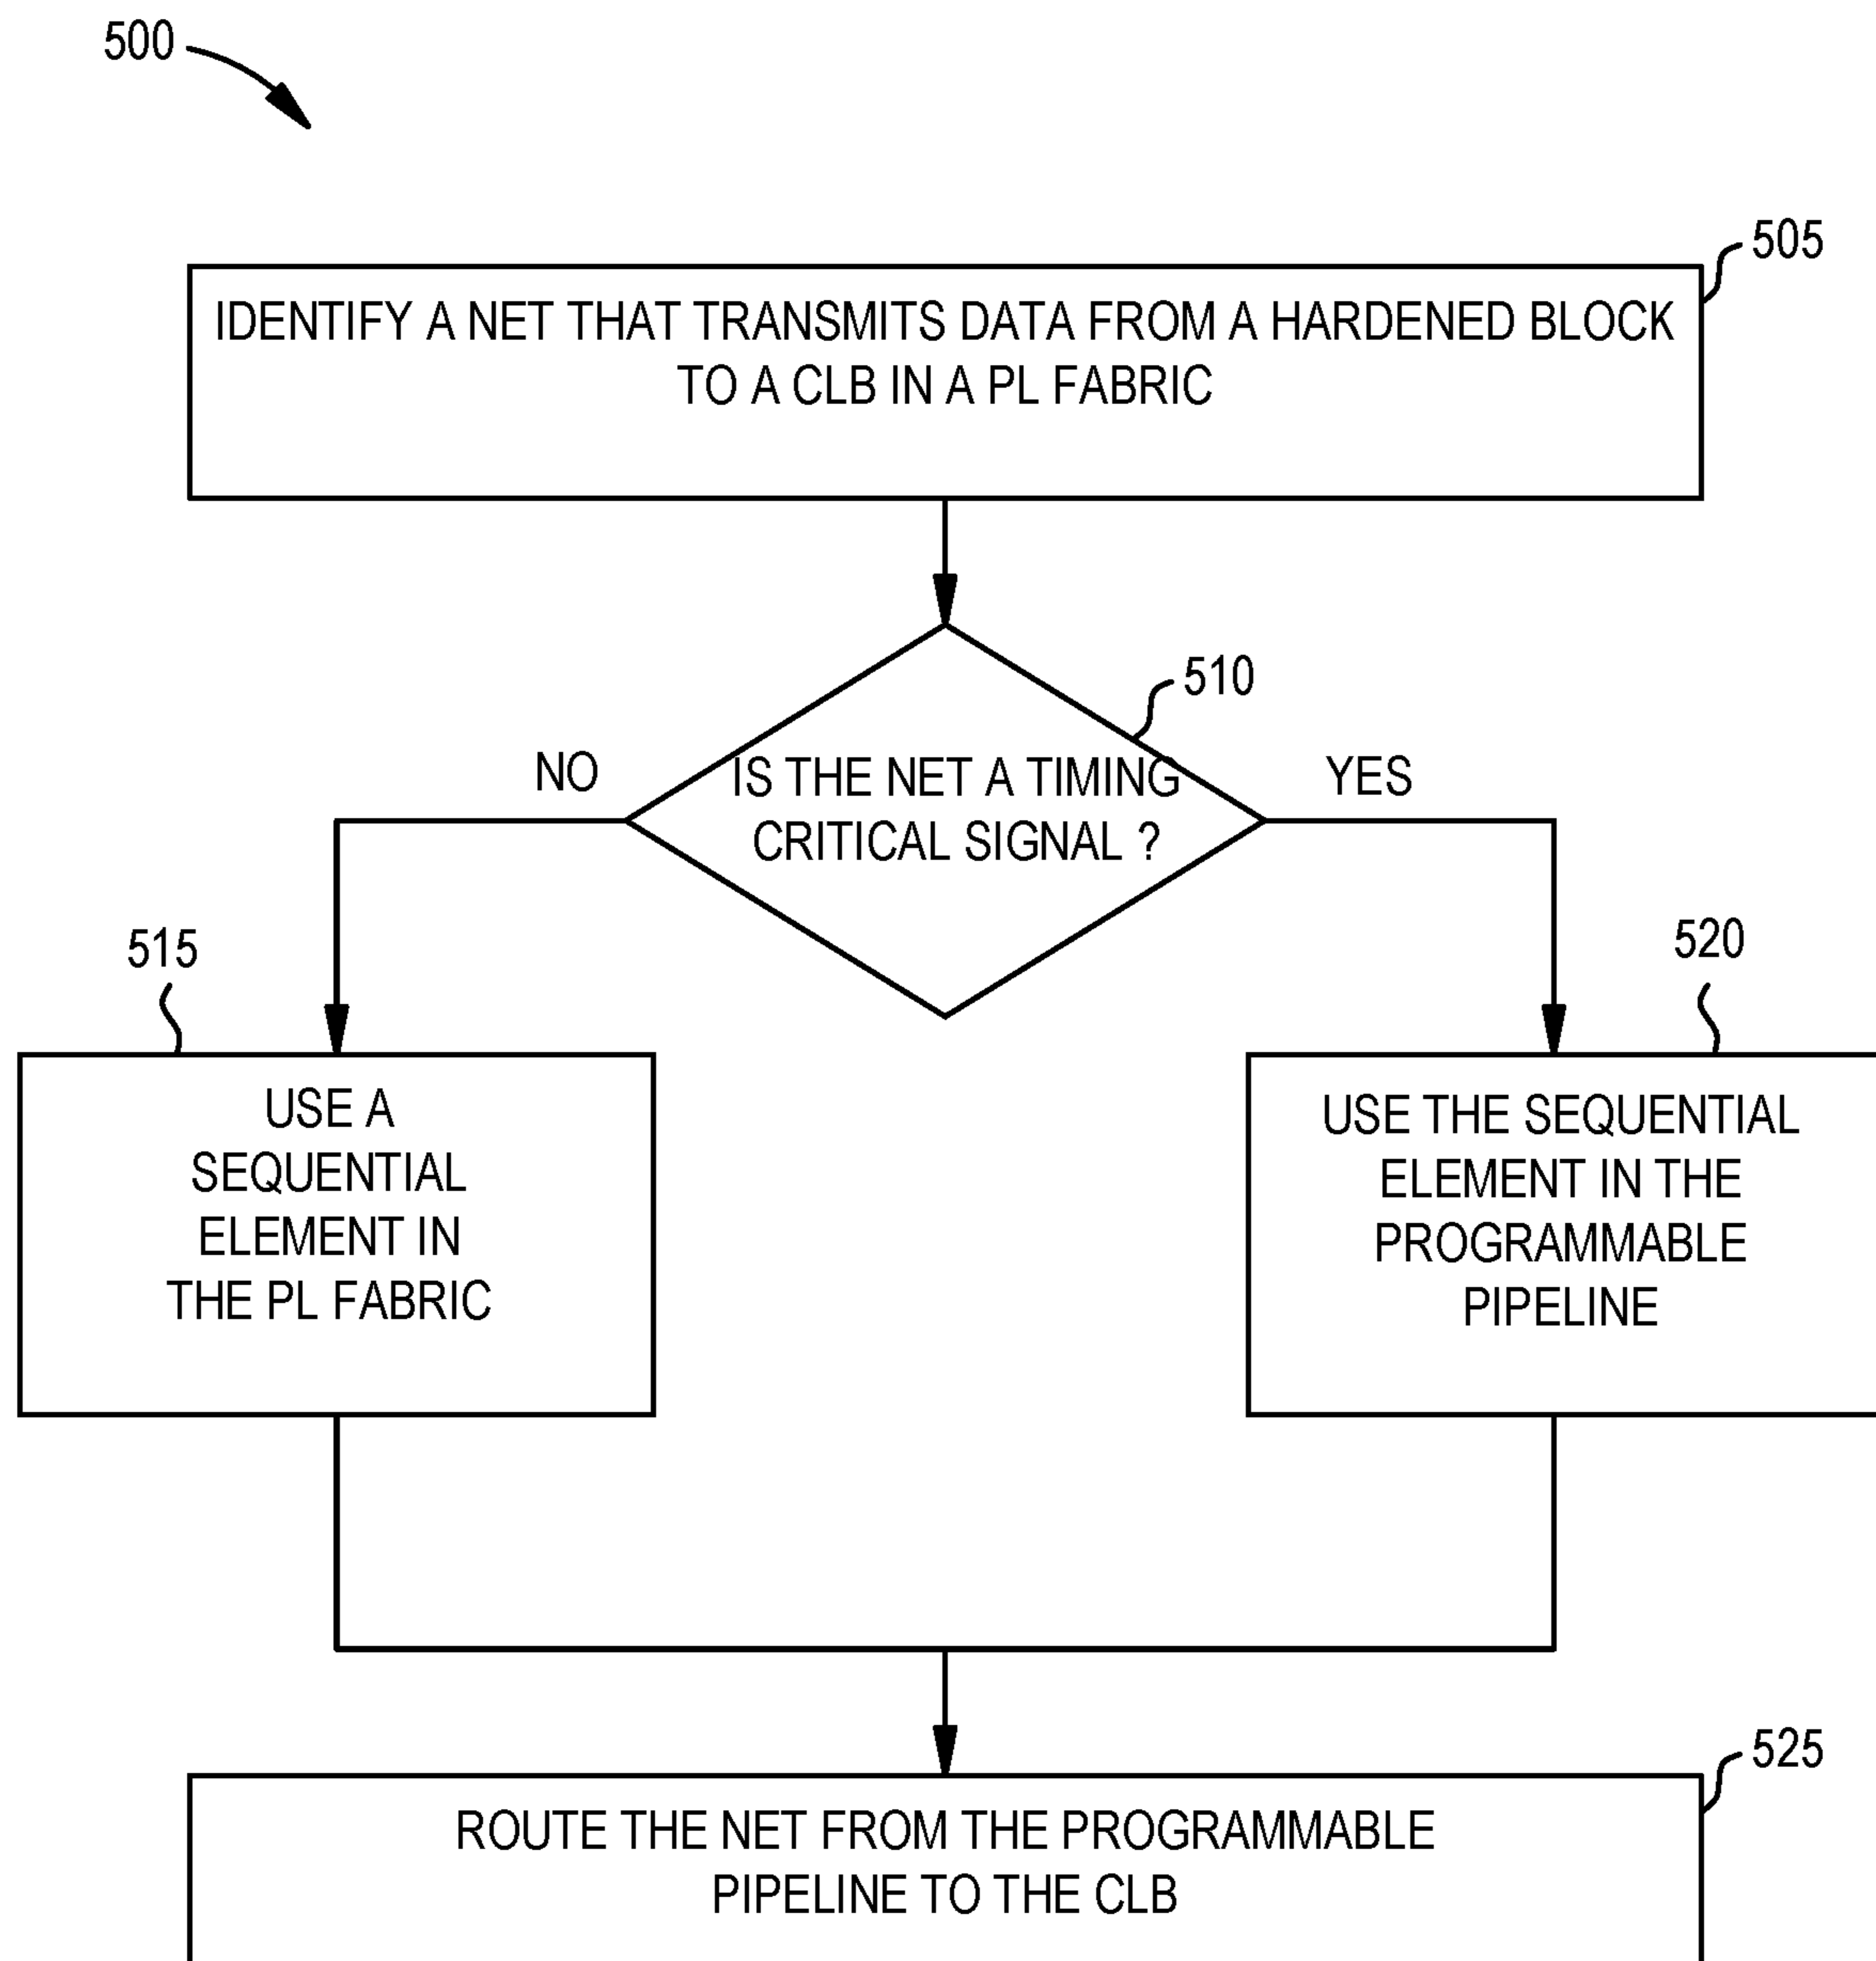 500
505
IDENTIFY A NET THAT TRANSMITS DATA FROM A HARDENED BLOCK
TO A CLB IN A PL FABRIC
510
NO
IS THE NET A TIMING
CRITICAL SIGNAL ?
YES
515
USE A
SEQUENTIAL
ELEMENT IN
THE PL FABRIC
520
USE THE SEQUENTIAL
ELEMENT IN THE
PROGRAMMABLE
PIPELINE
525
ROUTE THE NET FROM THE PROGRAMMABLE
PIPELINE TO THE CLB